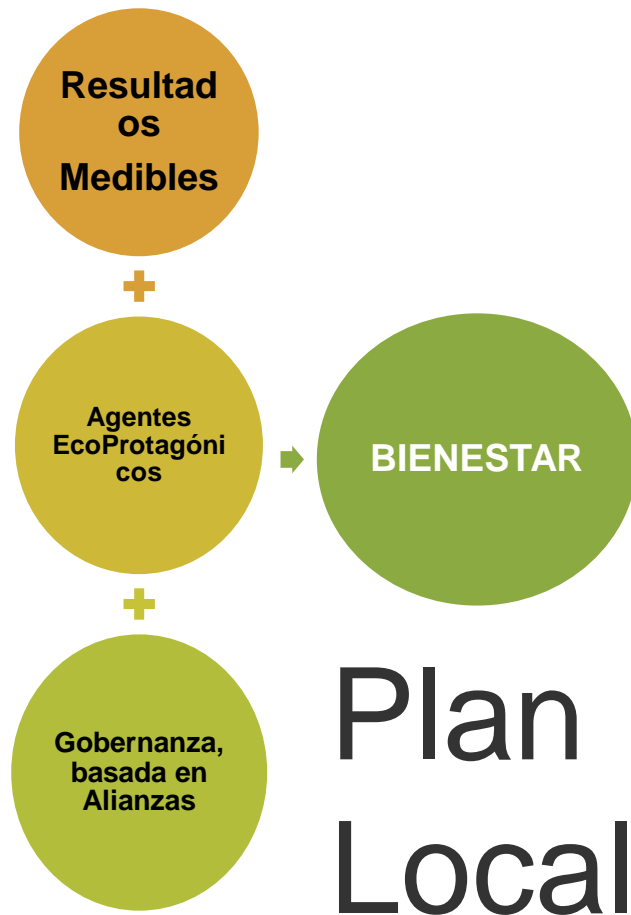 Resultad
os
Medibles
Agentes
EcoProtagóni
cos
BIENESTAR
Gobernanza,
basada en
Alianzas
Plan
Local